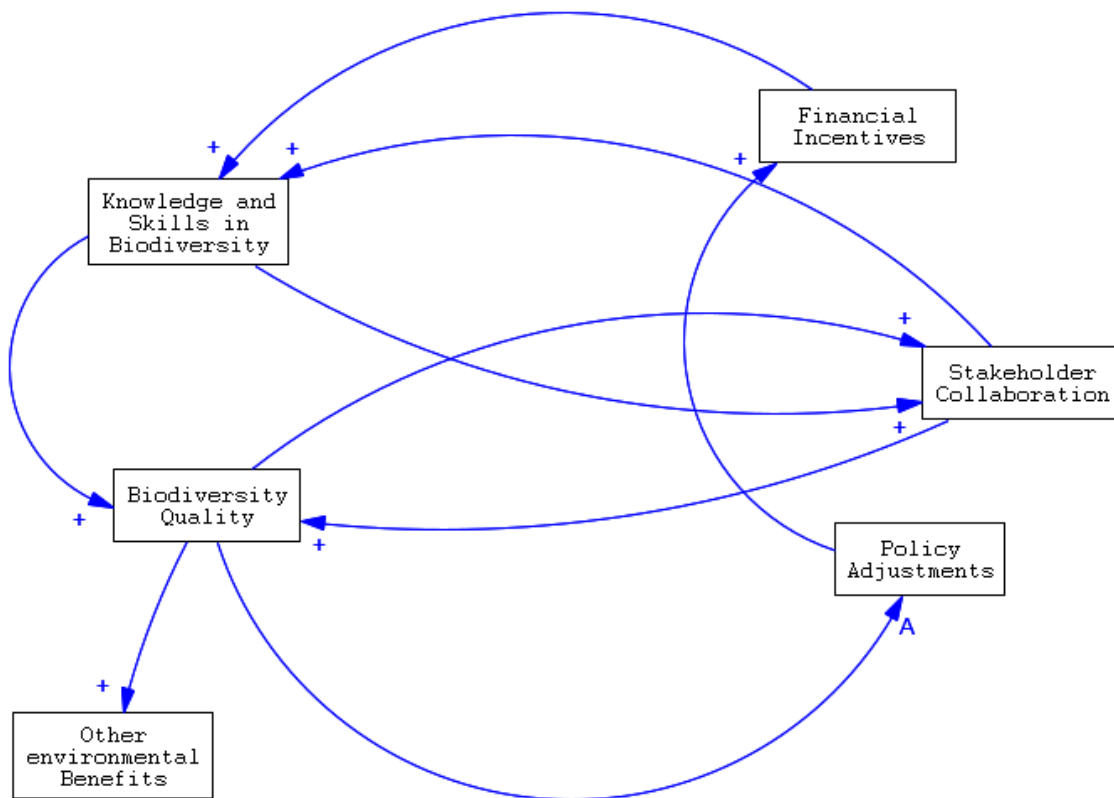 Financial
Incentives
+
+
+
Knowledge and
Skills in
Biodiversity
+
Stakeholder
Collaboration
+
Biodiversity
Quality
+
+
Policy
Adjustments
A
+
Other
environmental
Benefits